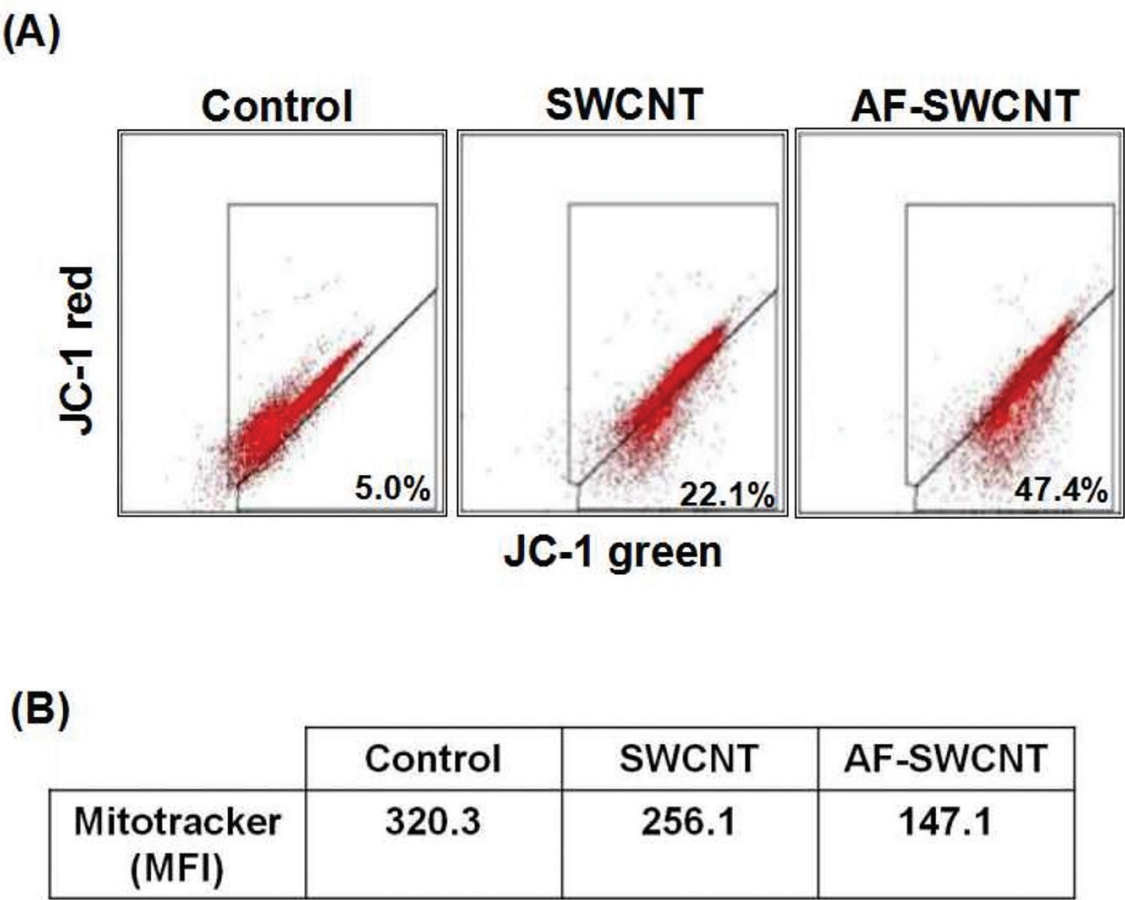 (A)
Control SWCNT AF-SWCNT
JC-1 red
5.0% 22.1% 47.4%
JC-1 green
(B)
Control SWCNT AF-SWCNT
Mitotracker 320.3 256.1 147.1
(MFI)